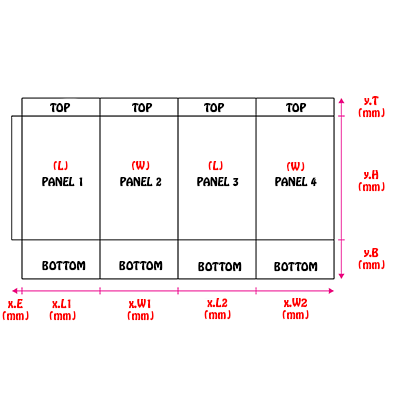 TOP TOP TOP TOP
y.T
(mm)
(L) (W) (L) (W)
PANEL 1 PANEL 2 PANEL 3 PANEL 4
y.H
(mm)
BOTTOM BOTTOM BOTTOM BOTTOM
y.B
(mm)
x.E x.L1 x.W1 x.L2 x.W2
(mm) (mm) (mm) (mm) (mm)